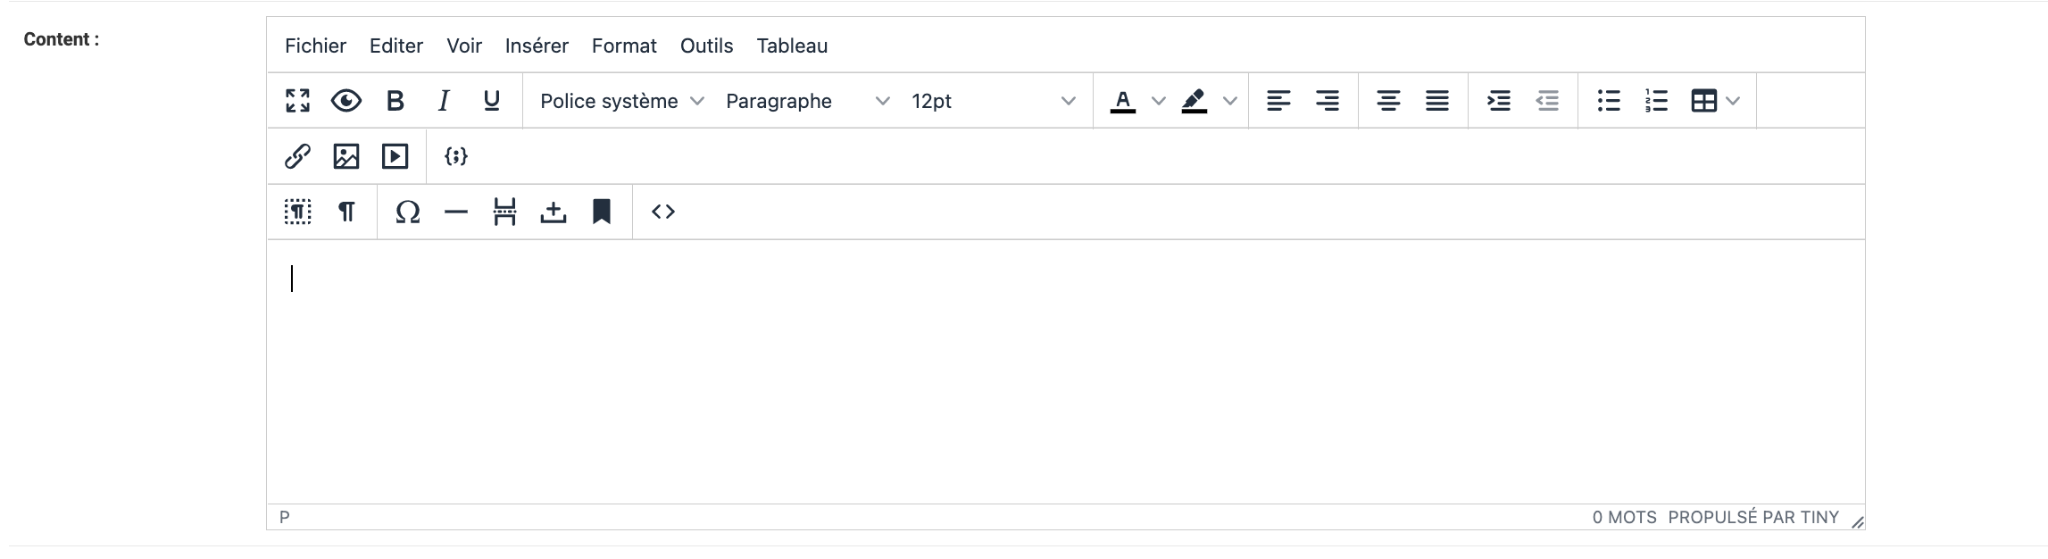 Content :
Fichier Editer Voir Insérer Format Outils Tableau
B I U Police système Paragraphe 12pt A
{;}
¶ ¶ Ω <>
P 0 MOTS PROPULSÉ PAR TINY